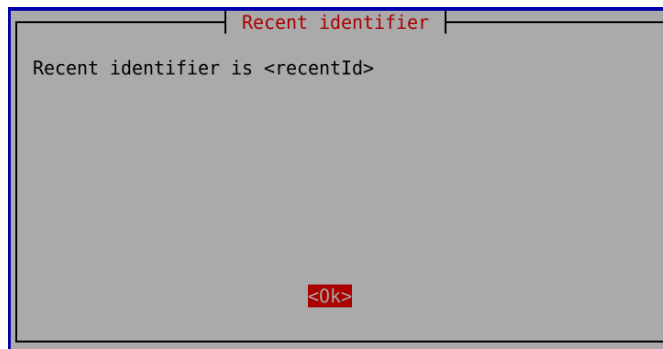 Recent identifier
Recent identifier is <recentId>
<Ok>